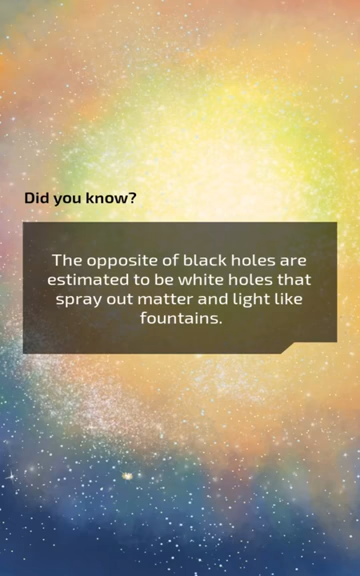 Did you know?
The opposite of black holes are
estimated to be white holes that
spray out matter and light like
fountains.